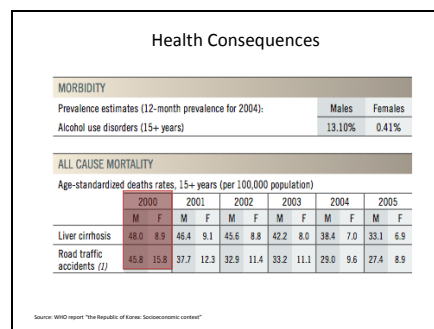 Health Consequences
MORBIDITY
Prevalence estimates (12-month prevalence for 2004): Males Females
Alcohol use disorders (15+ years) 13.10% 0.41%
ALL CAUSE MORTALITY
Age-standardized deaths rates, 15+ years (per 100,000 population)
2000 2001 2002 2003 2004 2005
M F M F M F M F M F M F
Liver cirrhosis 48.0 8.9 46.4 9.1 45.6 8.8 42.2 8.0 38.4 7.0 33.1 6.9
Road traffic
accidents (1) 45.8 15.8 37.7 12.3 32.9 11.4 33.2 11.1 29.0 9.6 27.4 8.9
Source: WHO report "the Republic of Korea: Socioeconomic context"